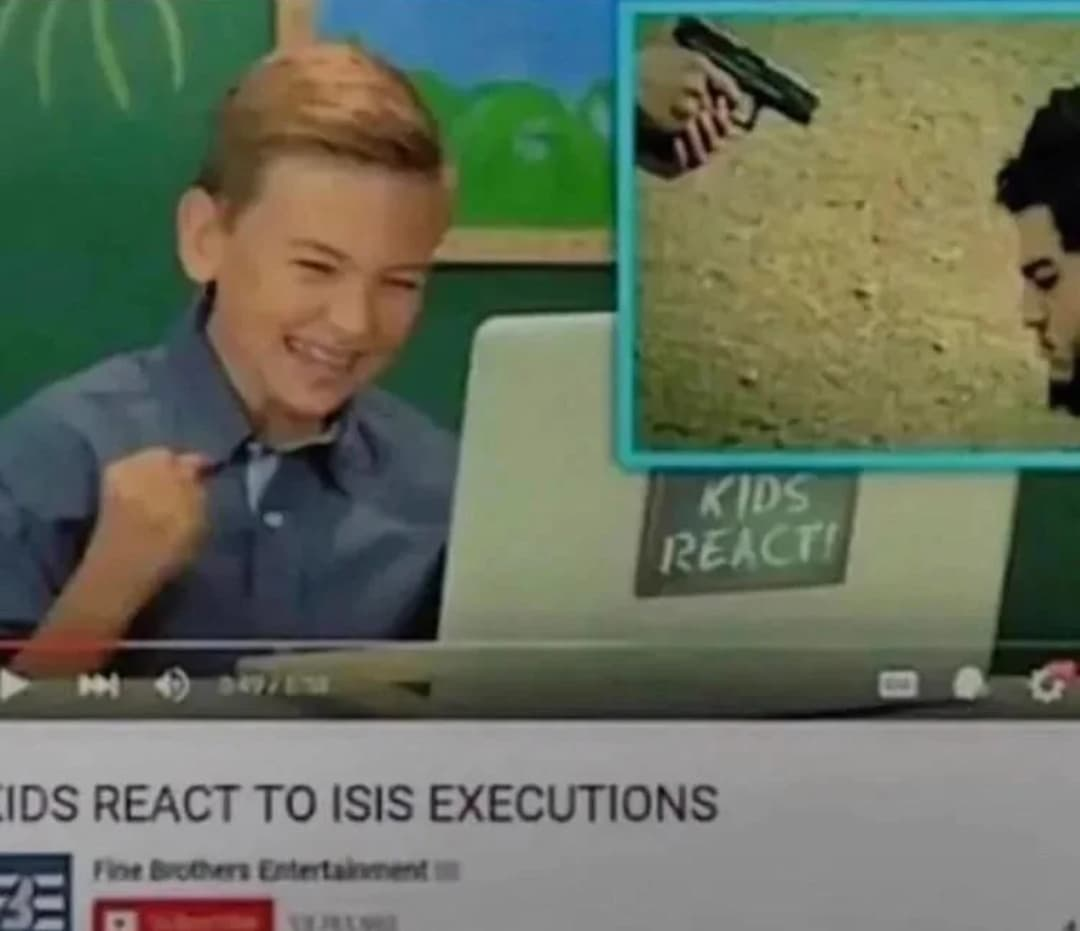 KIDS
REACT!
IDS REACT TO ISIS EXECUTIONS
Fine Brothers Entertainment